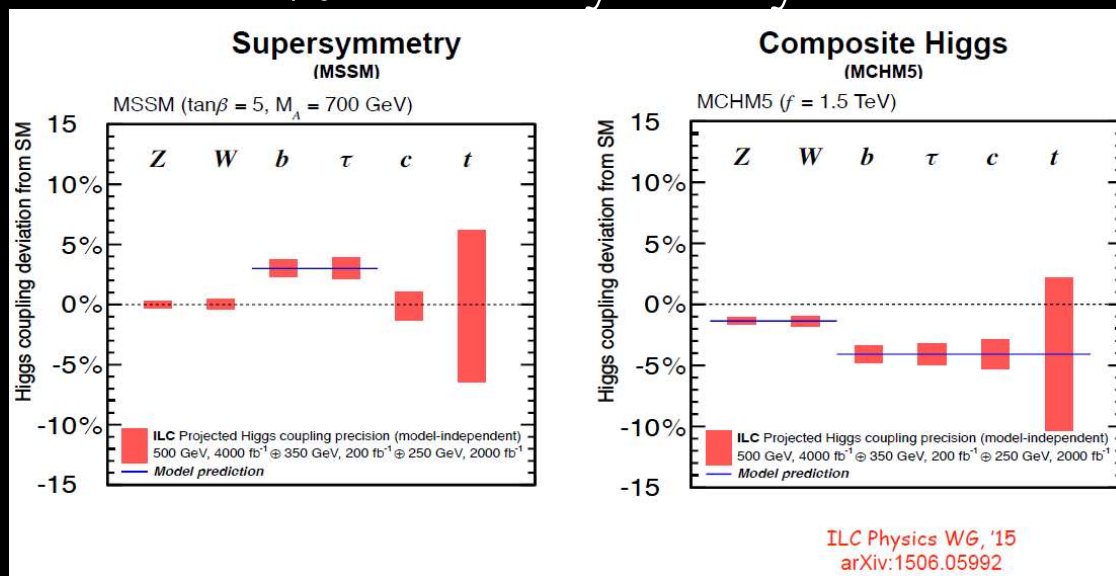 Supersymmetry
(MSSM)
MSSM (tanβ = 5, M_A = 700 GeV)
Higgs coupling deviation from SM
15
10%
5%
0%
-5%
-10%
-15
Z W b τ c t
ILC Projected Higgs coupling precision (model-independent)
500 GeV, 4000 fb⁻¹ ⊕ 350 GeV, 200 fb⁻¹ ⊕ 250 GeV, 2000 fb⁻¹
Model prediction
Composite Higgs
(MCHM5)
MCHM5 (f = 1.5 TeV)
Higgs coupling deviation from SM
15
10%
5%
0%
-5%
-10%
-15
Z W b τ c t
ILC Projected Higgs coupling precision (model-independent)
500 GeV, 4000 fb⁻¹ ⊕ 350 GeV, 200 fb⁻¹ ⊕ 250 GeV, 2000 fb⁻¹
Model prediction
ILC Physics WG, '15
arXiv:1506.05992